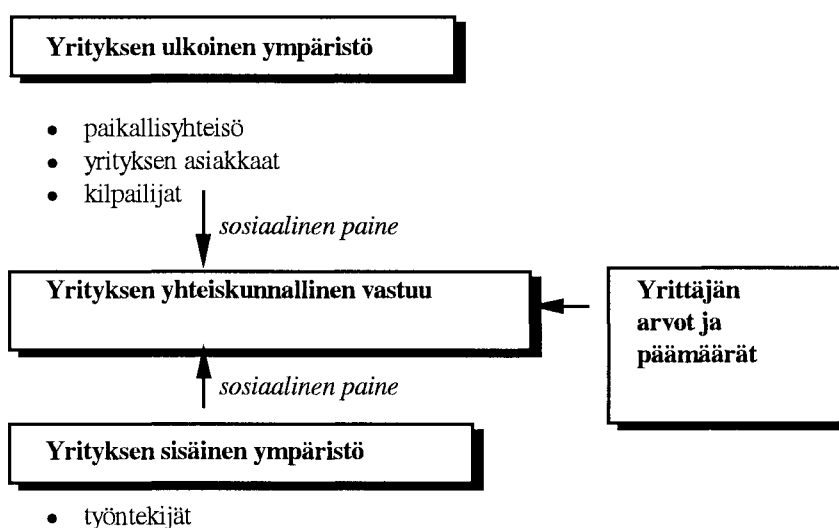 Yrityksen ulkoinen ympäristö
• paikallisyhteisö
• yrityksen asiakkaat
• kilpailijat
sosiaalinen paine
Yrityksen yhteiskunnallinen vastuu
Yrittäjän
arvot ja
päämäärät
sosiaalinen paine
Yrityksen sisäinen ympäristö
• työntekijät